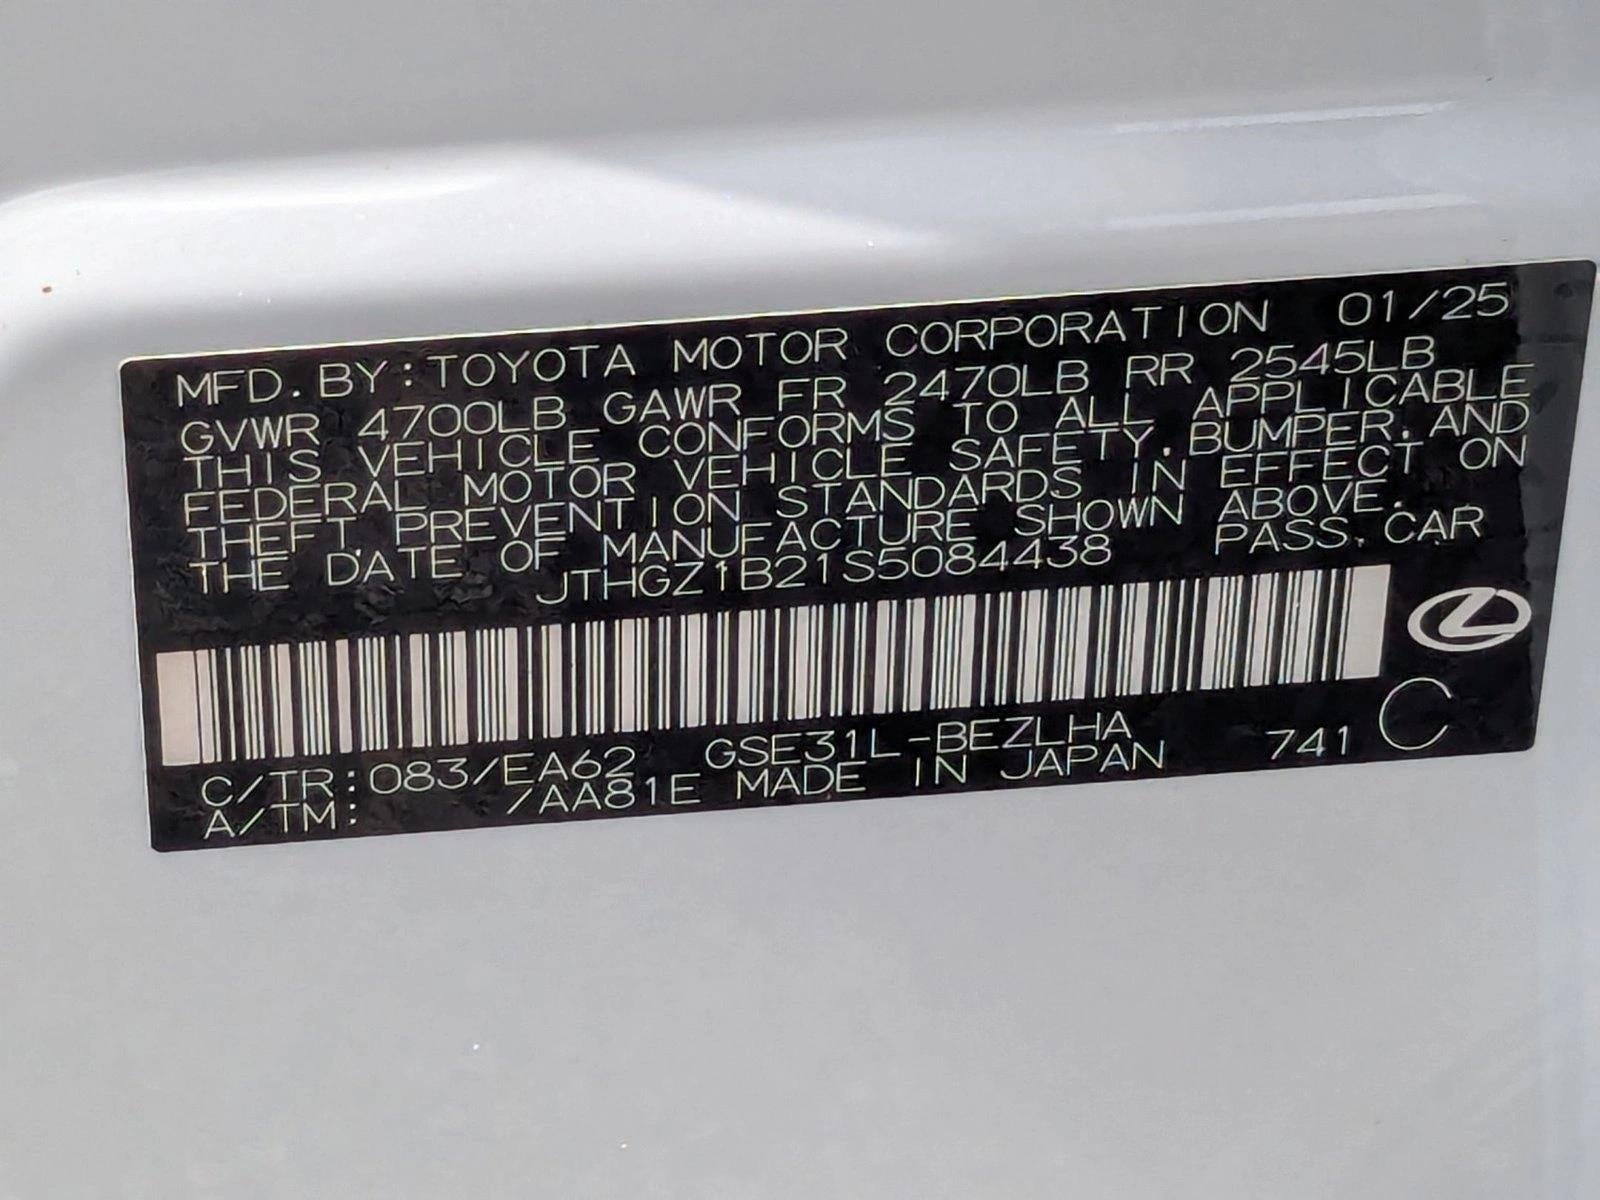 MFD. BY: TOYOTA MOTOR CORPORATION 01/25
GVWR 4700LB GAWR FR 2470LB RR 2545LB
THIS VEHICLE CONFORMS TO ALL APPLICABLE
FEDERAL MOTOR VEHICLE SAFETY, BUMPER, AND
THEFT PREVENTION STANDARDS IN EFFECT ON
THE DATE OF MANUFACTURE SHOWN ABOVE.
JTHGZ1B21S5084438 PASS. CAR
C/TR: 083/EA62 GSE31L-BEZLHA 741 C
A/TM: /AA81E MADE IN JAPAN